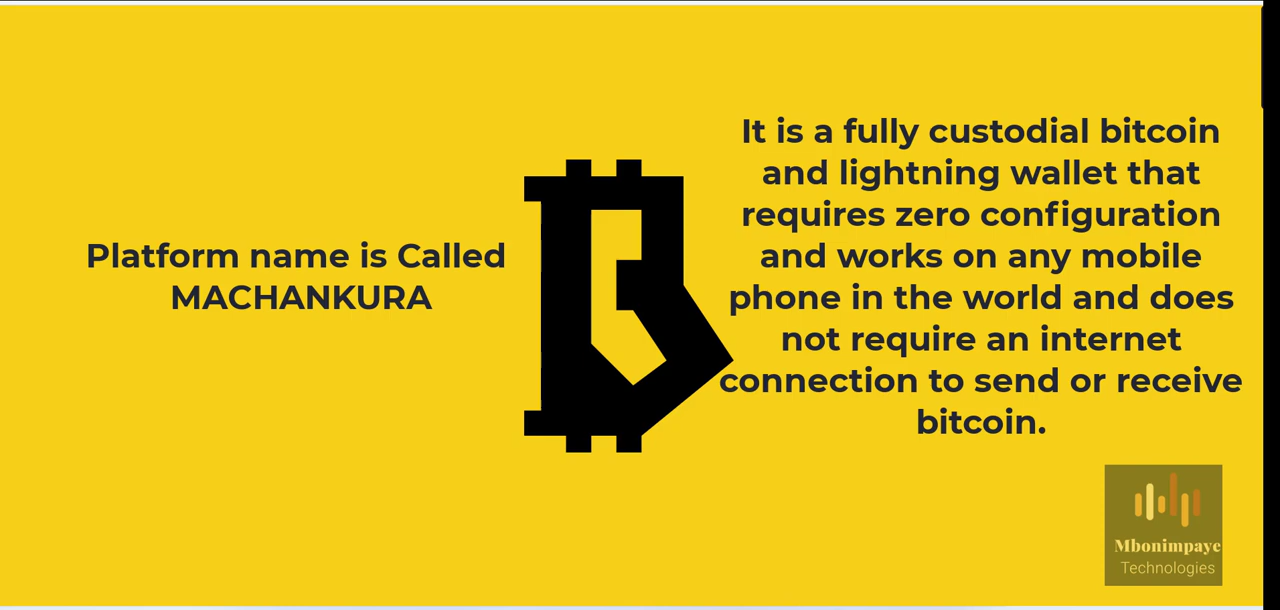 Platform name is Called
MACHANKURA
It is a fully custodial bitcoin
and lightning wallet that
requires zero configuration
and works on any mobile
phone in the world and does
not require an internet
connection to send or receive
bitcoin.
Mbonimpaye
Technologies